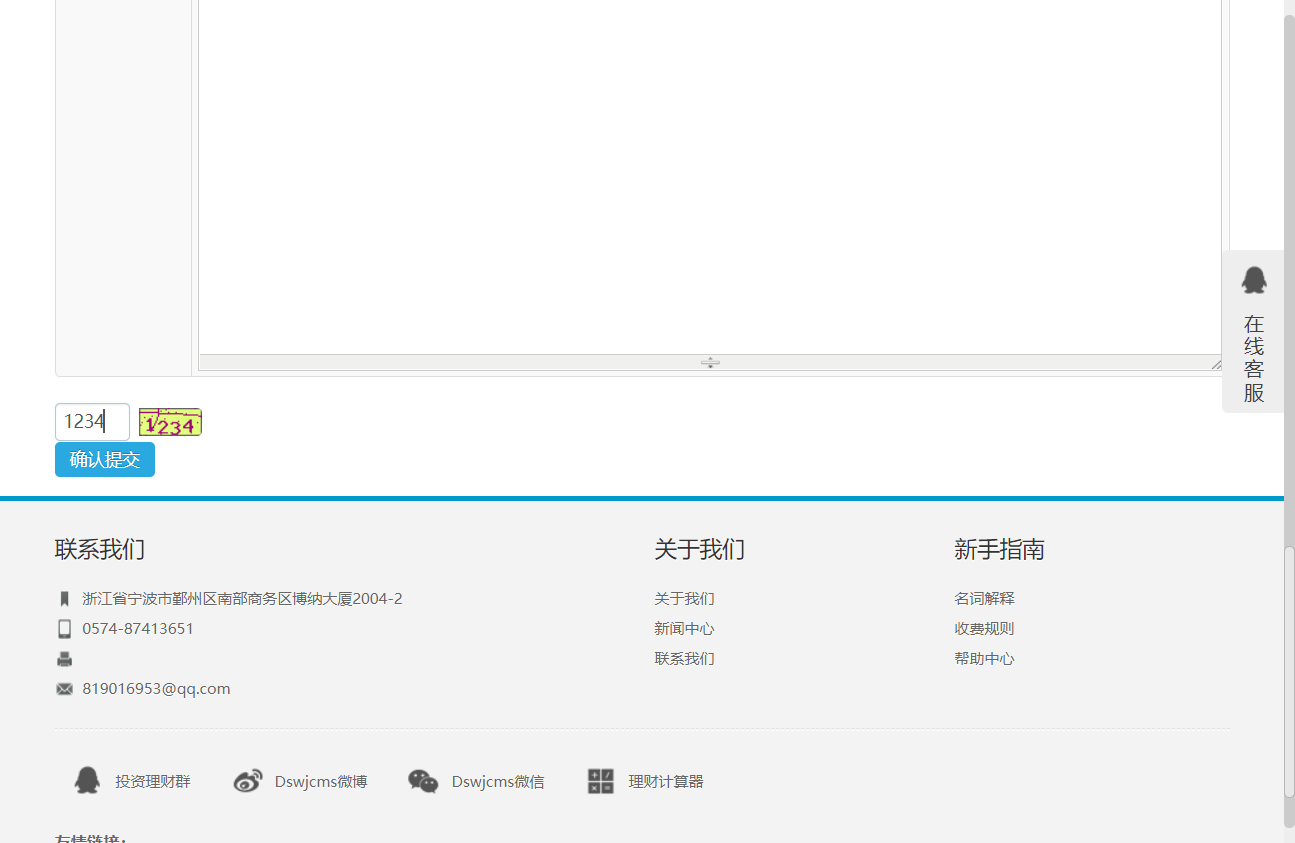 在线客服
1234 1234
确认提交
联系我们 关于我们 新手指南
浙江省宁波市鄞州区南部商务区博纳大厦2004-2 关于我们 名词解释
0574-87413651 新闻中心 收费规则
联系我们 帮助中心
819016953@qq.com
投资理财群 Dswjcms微博 Dswjcms微信 理财计算器
友情链接：